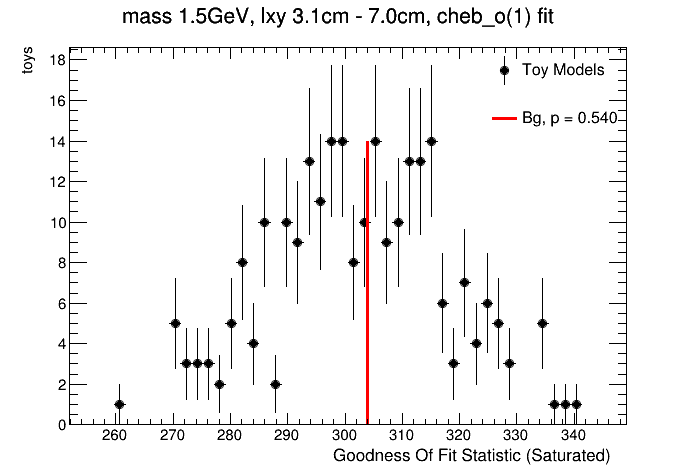 mass 1.5GeV, lxy 3.1cm - 7.0cm, cheb_o(1) fit
toys
18
16
14
12
10
8
6
4
2
0
Toy Models
Bg, p = 0.540
260 270 280 290 300 310 320 330 340
Goodness Of Fit Statistic (Saturated)